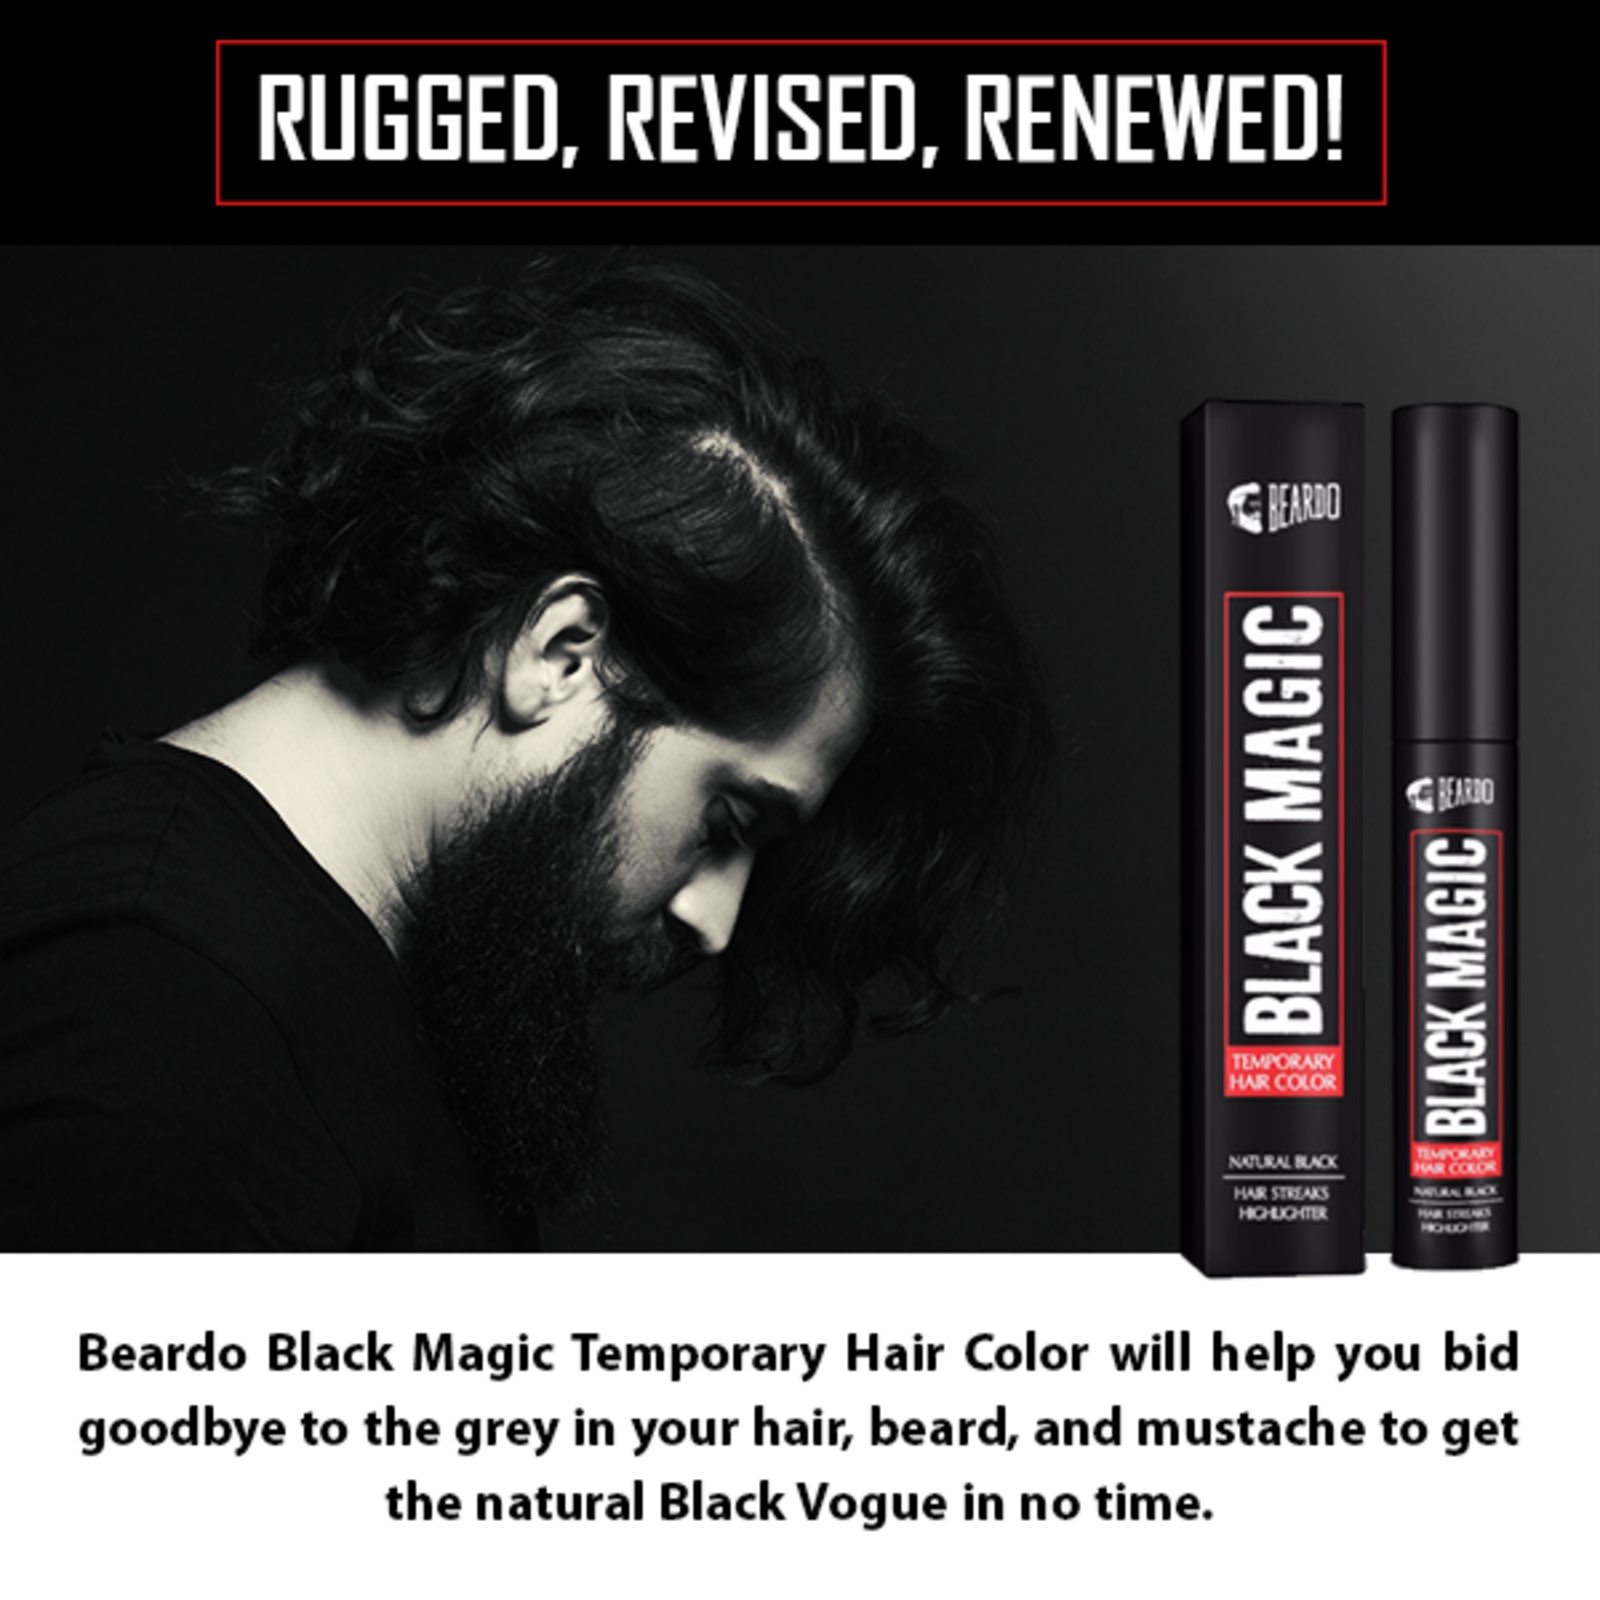 RUGGED, REVISED, RENEWED!
BEARDO
BLACK MAGIC
TEMPORARY
HAIR COLOR
NATURAL BLACK
HAIR STREAKS
HIGHLIGHTER
BEARDO
BLACK MAGIC
TEMPORARY
HAIR COLOR
NATURAL BLACK
HAIR STREAKS
HIGHLIGHTER
Beardo Black Magic Temporary Hair Color will help you bid
goodbye to the grey in your hair, beard, and mustache to get
the natural Black Vogue in no time.